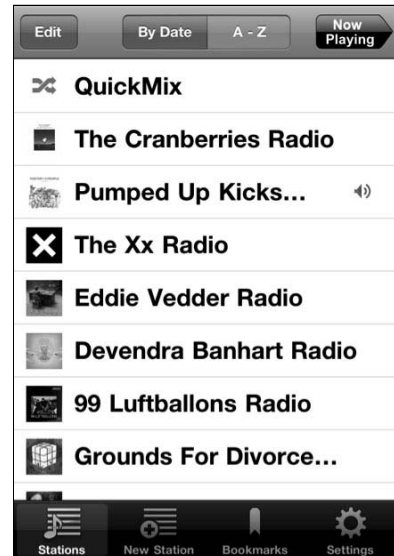 Edit
By Date
A - Z
Now
Playing
QuickMix
The Cranberries Radio
Pumped Up Kicks...
The Xx Radio
Eddie Vedder Radio
Devendra Banhart Radio
99 Luftballons Radio
Grounds For Divorce...
Stations
New Station
Bookmarks
Settings